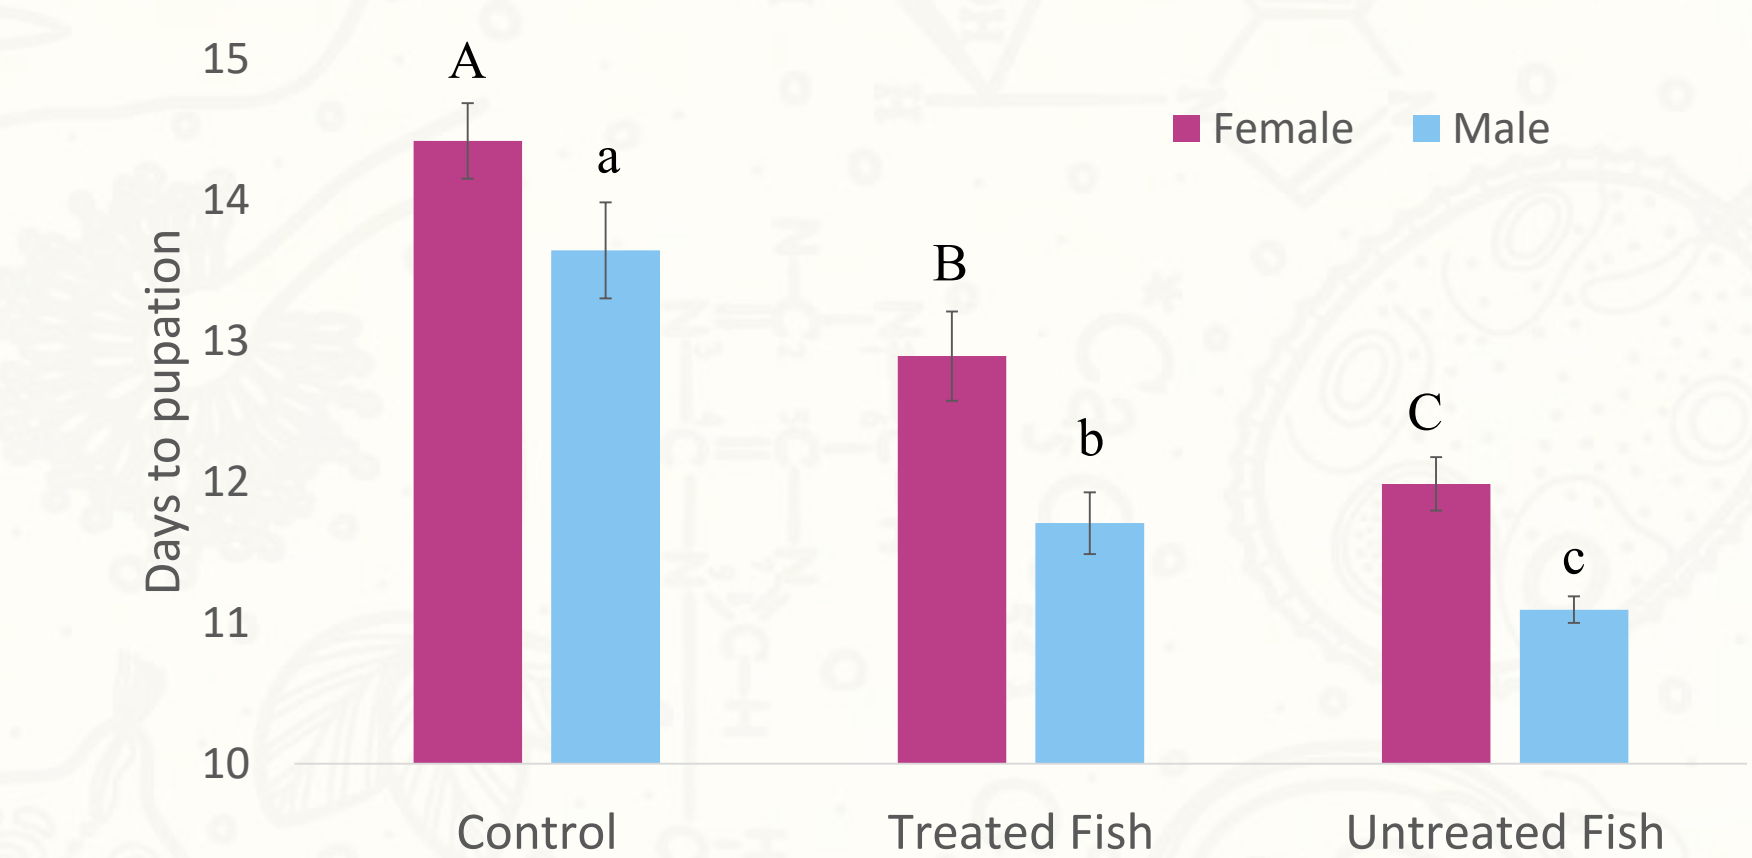 15
A
a
Female
Male
14
B
13
Days to pupation
C
b
12
c
11
10
Control
Treated Fish
Untreated Fish